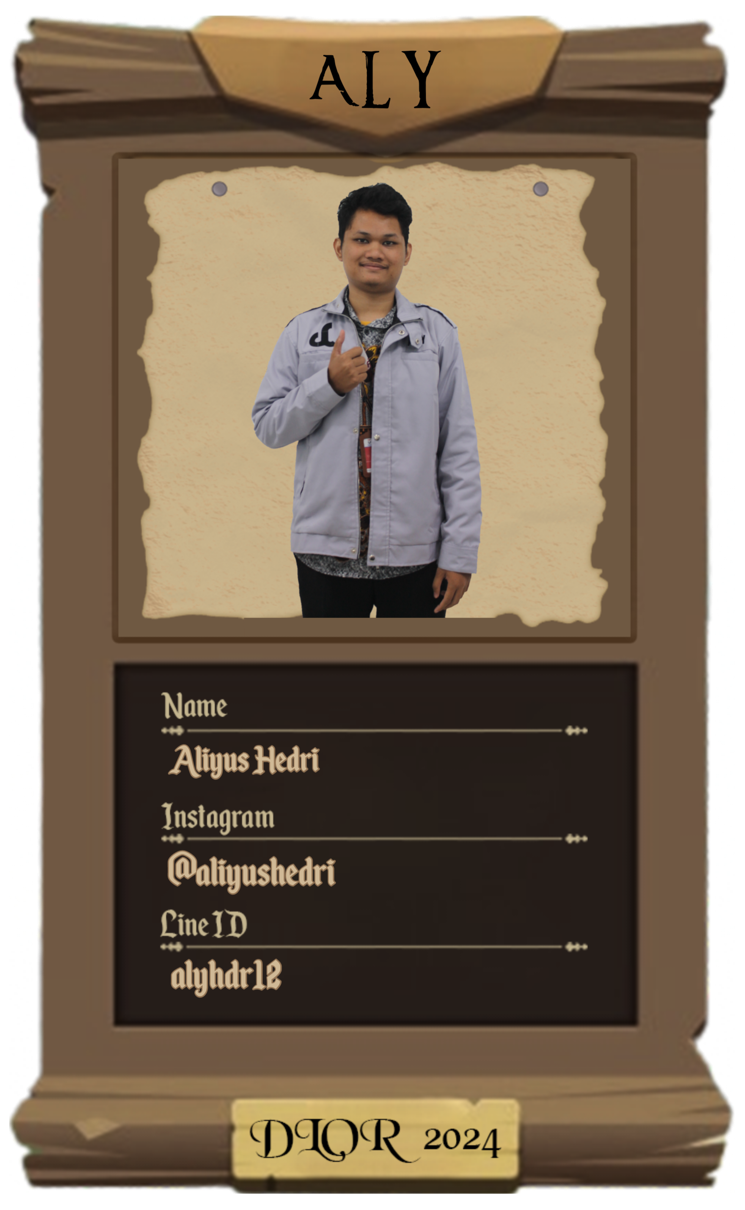 ALY
Name
Aliyus Hedri
Instagram
@aliyushedri
Line ID
alyhdr12
DLOR 2024